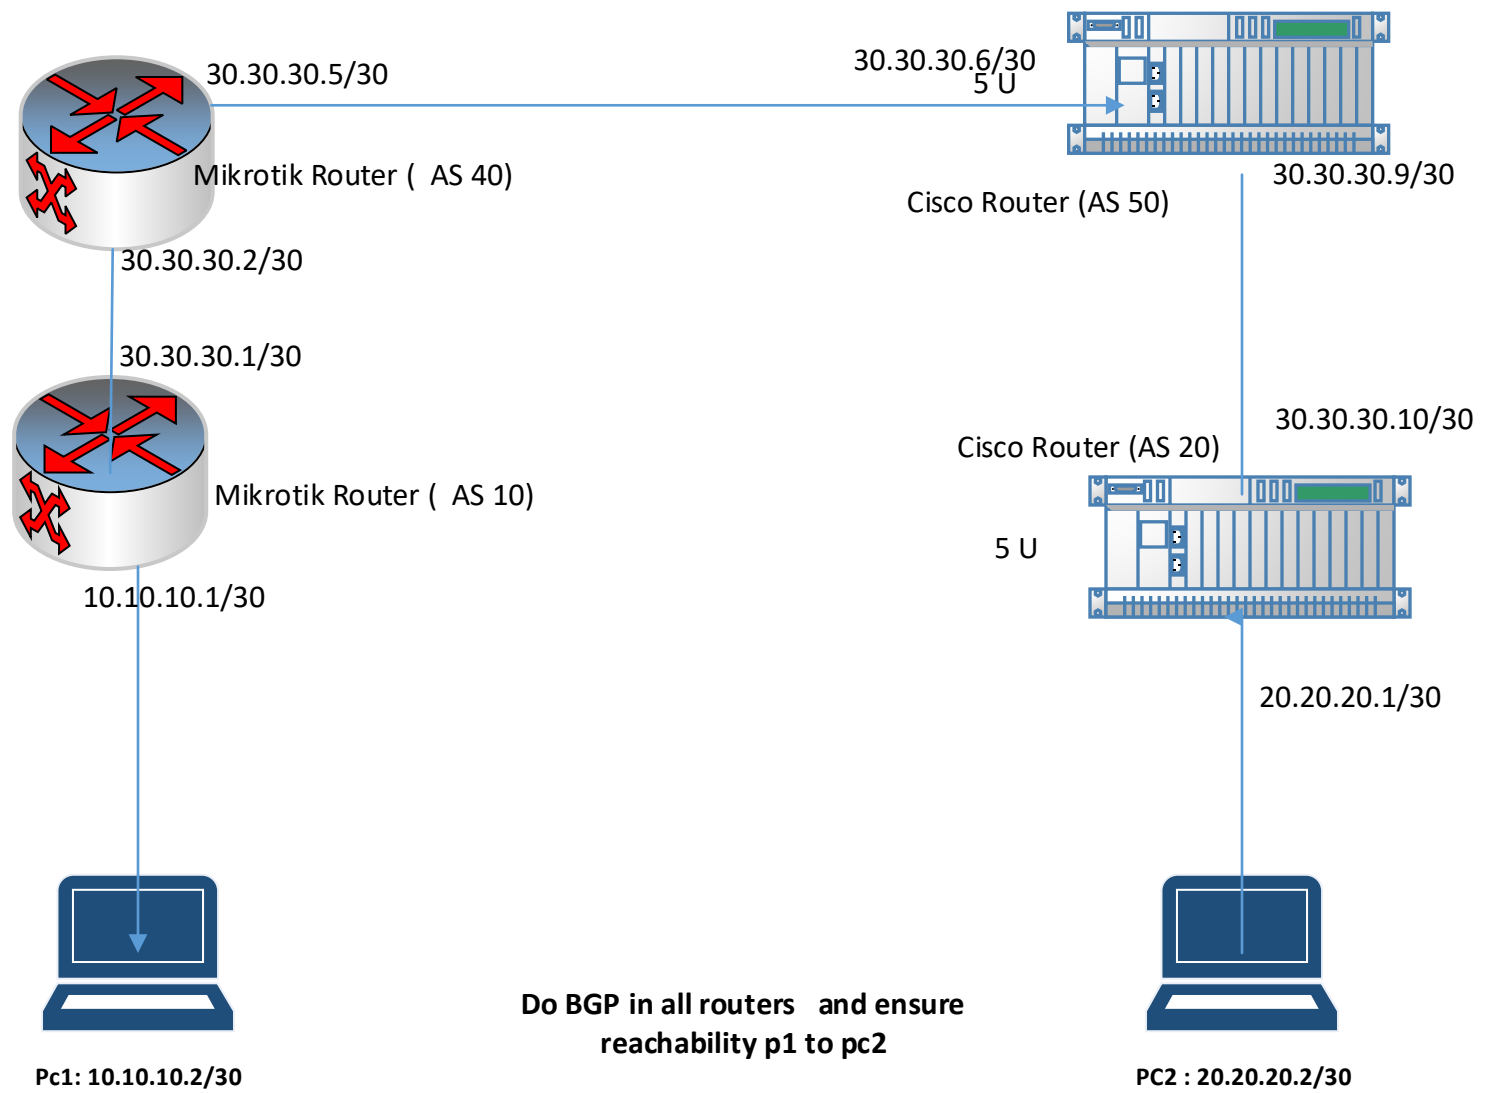 30.30.30.5/30
30.30.30.6/30
5 U
Mikrotik Router (  AS 40)
30.30.30.9/30
Cisco Router (AS 50)
30.30.30.2/30
30.30.30.1/30
30.30.30.10/30
Cisco Router (AS 20)
Mikrotik Router (  AS 10)
5 U
10.10.10.1/30
20.20.20.1/30
Do BGP in all routers   and ensure
reachability p1 to pc2
Pc1: 10.10.10.2/30
PC2 : 20.20.20.2/30